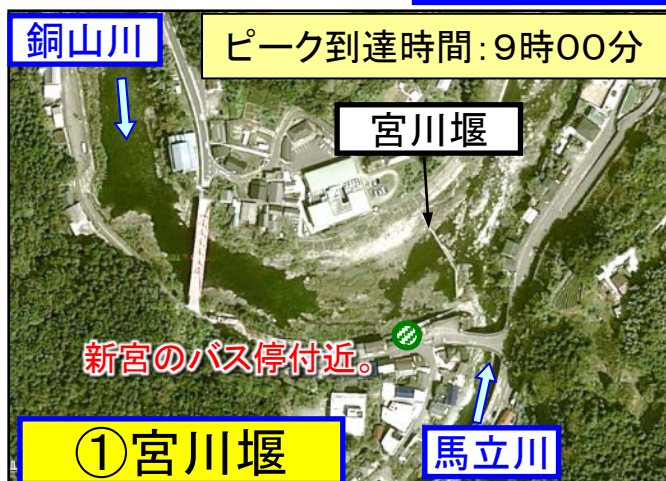 銅山川
ピーク到達時間：９時００分
宮川堰
新宮のバス停付近。
①宮川堰
馬立川